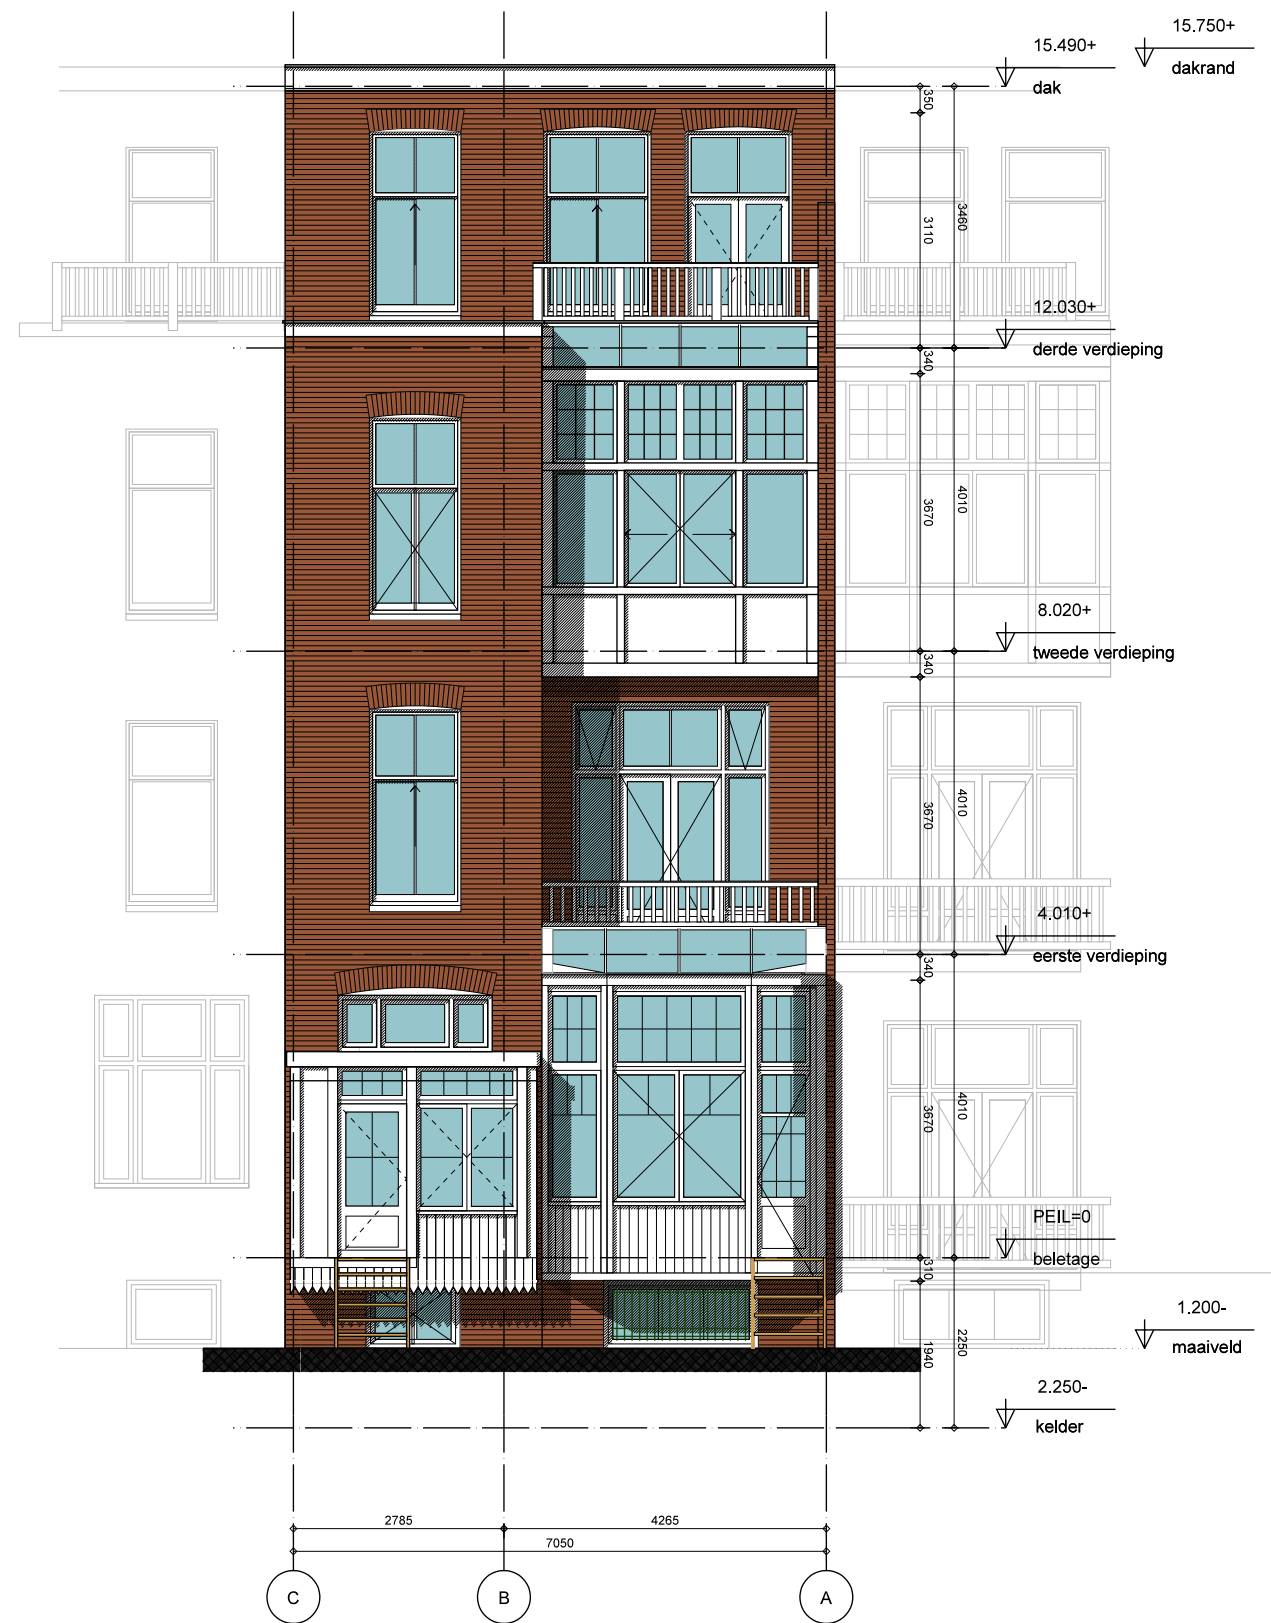 15.750+
dakrand
15.490+
dak
350
3110
3460
12.030+
derde verdieping
340
3670
4010
8.020+
tweede verdieping
340
3670
4010
4.010+
eerste verdieping
340
3670
4010
PEIL=0
beletage
310
1.200-
maaiveld
1940
2250
2.250-
kelder
2785
4265
7050
C
B
A